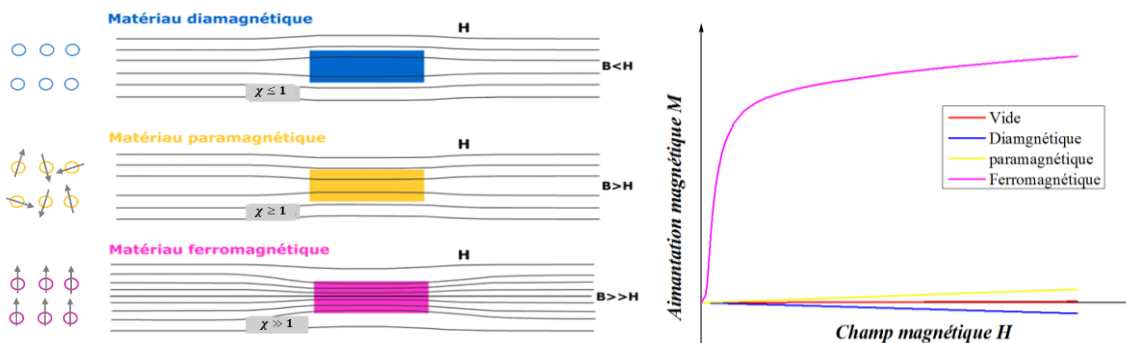 Matériau diamagnétique
H
B<H
χ ≤ 1
Matériau paramagnétique
H
B>H
χ ≥ 1
Matériau ferromagnétique
H
B>>H
χ ≫ 1
Aimantation magnétique M
Vide
Diamgnétique
paramagnétique
Ferromagnétique
Champ magnétique H